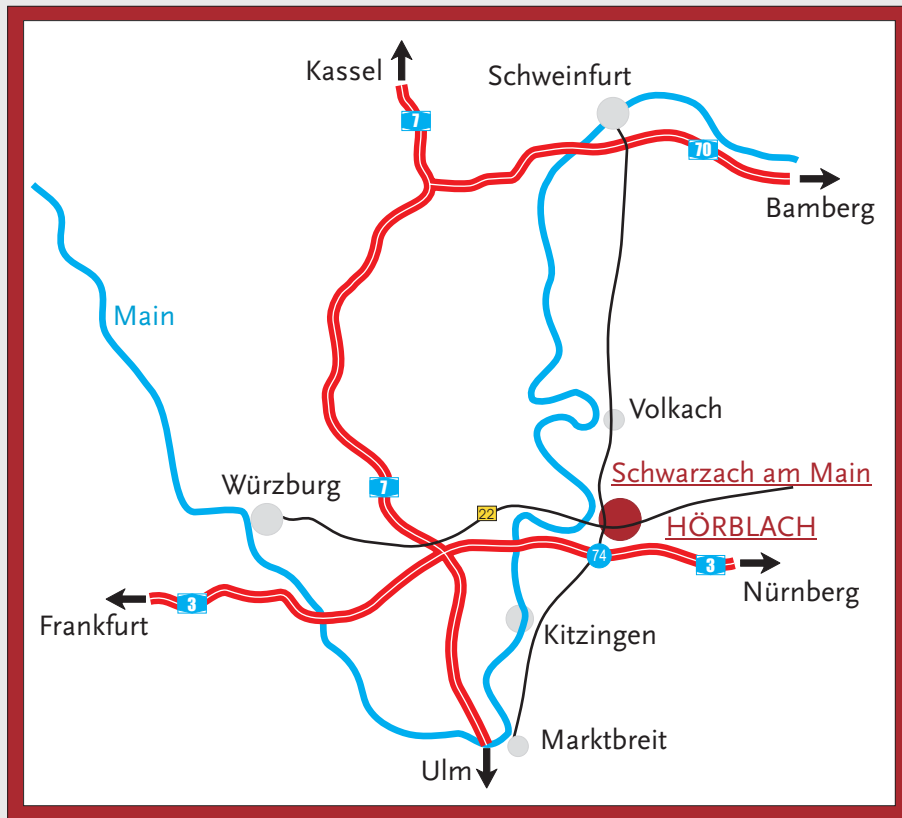 Kassel
Schweinfurt
7
70
Bamberg
Main
Volkach
Schwarzach am Main
Würzburg
7
22
HÖRBLACH
74
3
Nürnberg
3
Frankfurt
Kitzingen
Marktbreit
Ulm